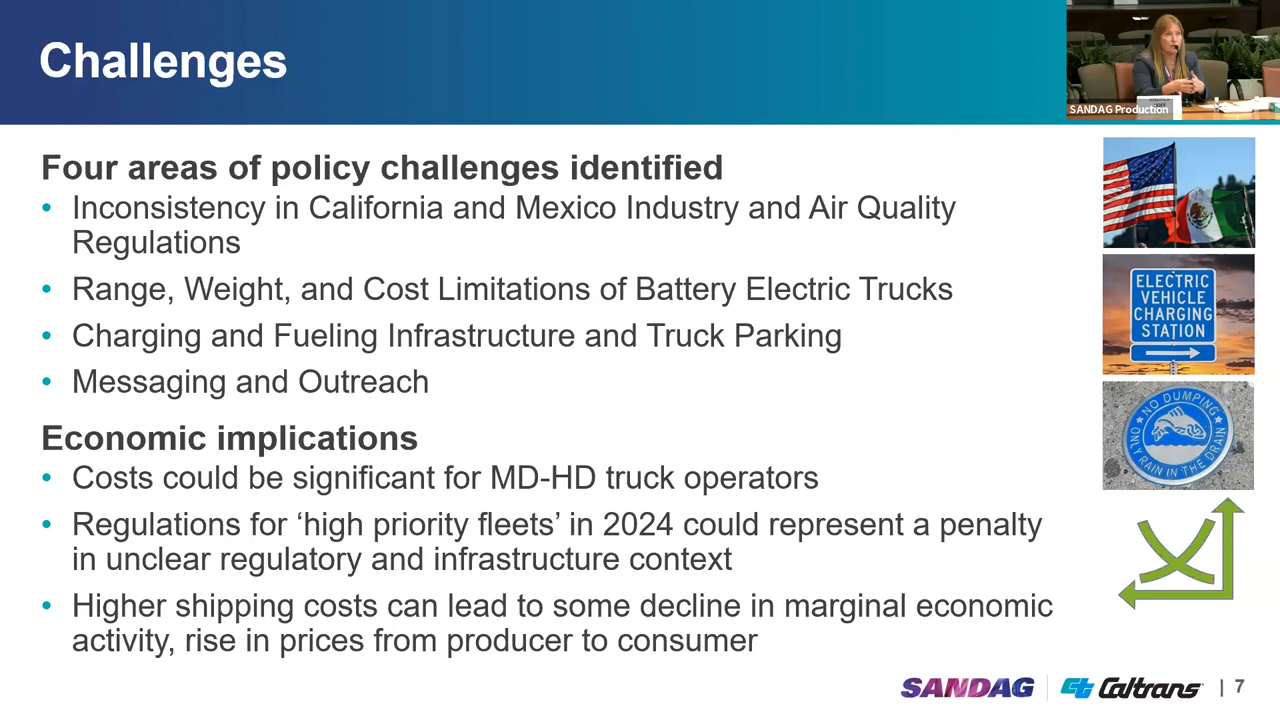 Challenges
SANDAG Production
Four areas of policy challenges identified
• Inconsistency in California and Mexico Industry and Air Quality
Regulations
• Range, Weight, and Cost Limitations of Battery Electric Trucks
• Charging and Fueling Infrastructure and Truck Parking
• Messaging and Outreach
Economic implications
• Costs could be significant for MD-HD truck operators
• Regulations for ‘high priority fleets’ in 2024 could represent a penalty
in unclear regulatory and infrastructure context
• Higher shipping costs can lead to some decline in marginal economic
activity, rise in prices from producer to consumer
ELECTRIC
VEHICLE
CHARGING
STATION
NO DUMPING
ONLY RAIN IN THE DRAIN
SANDAG
ct Caltrans
| 7